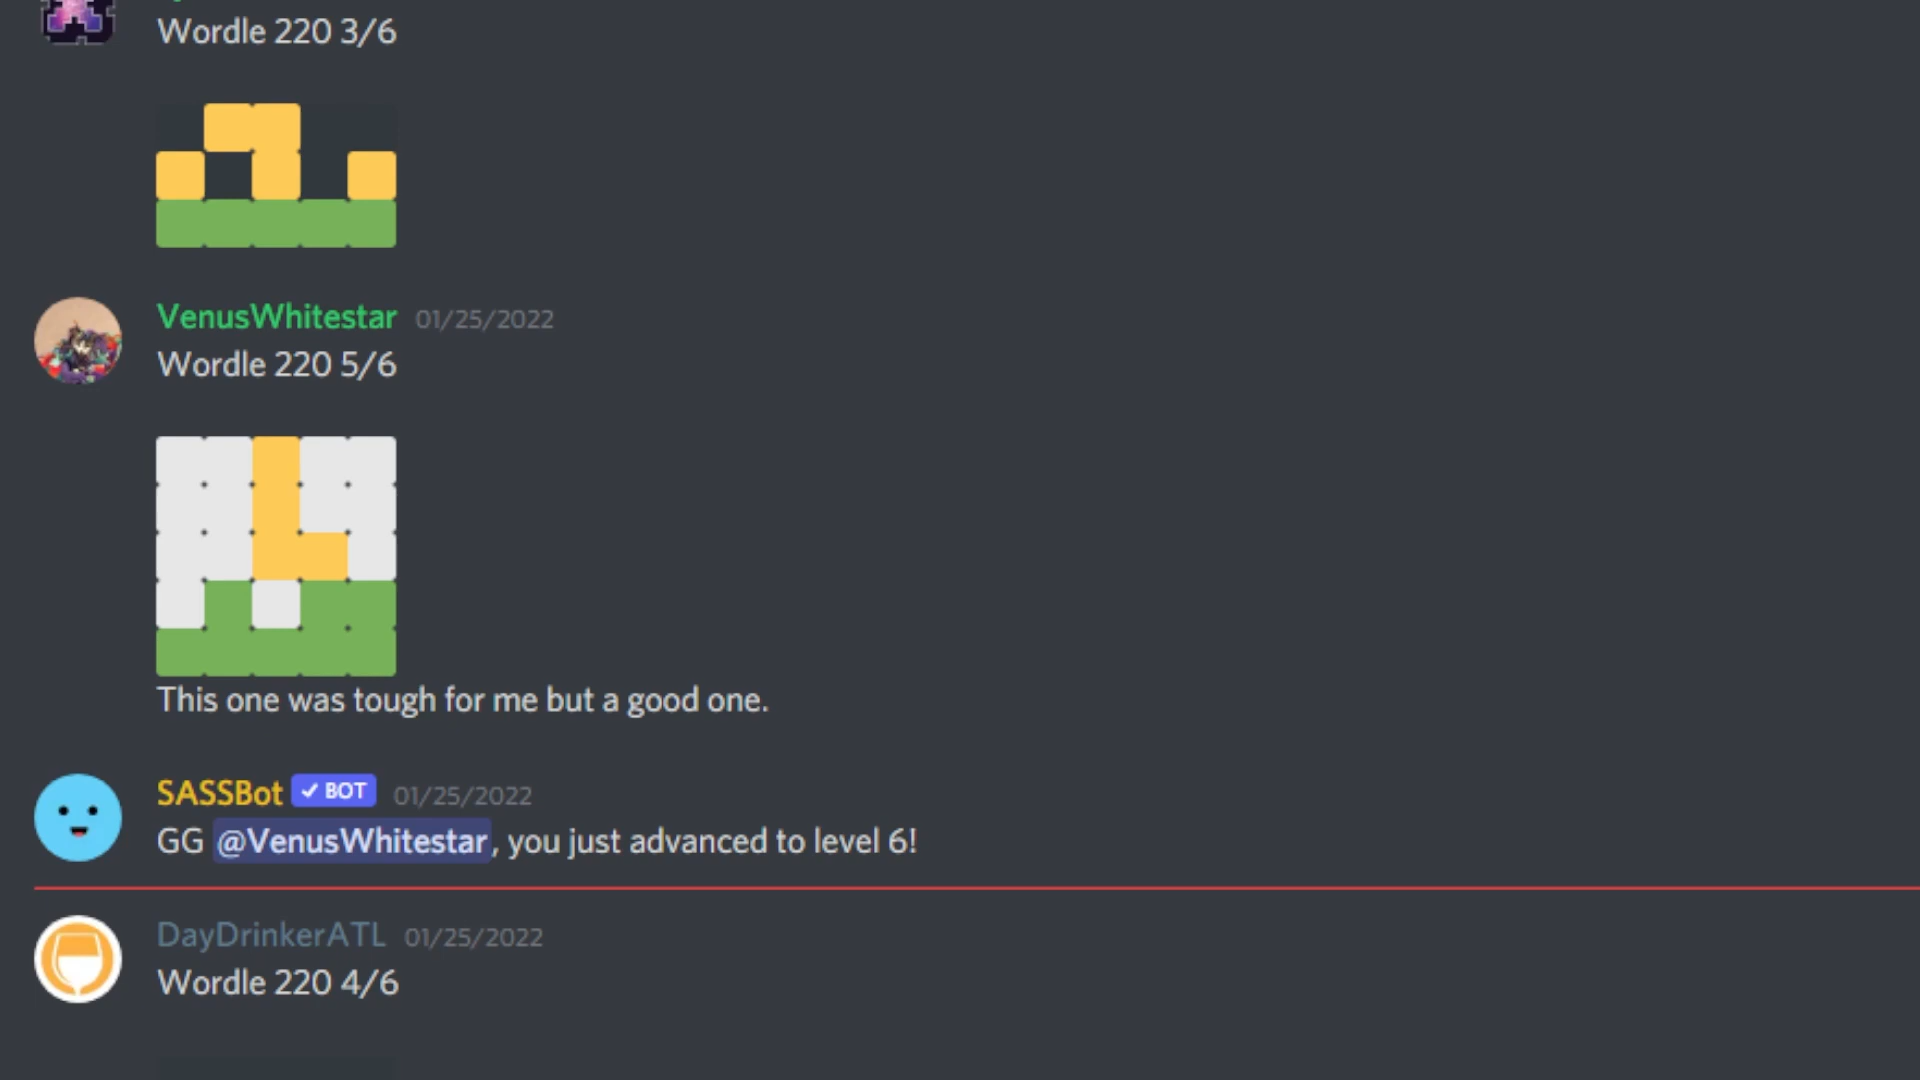 Wordle 220 3/6
VenusWhitestar 01/25/2022
Wordle 220 5/6
This one was tough for me but a good one.
SASSBot ✓ BOT 01/25/2022
GG @VenusWhitestar, you just advanced to level 6!
DayDrinkerATL 01/25/2022
Wordle 220 4/6